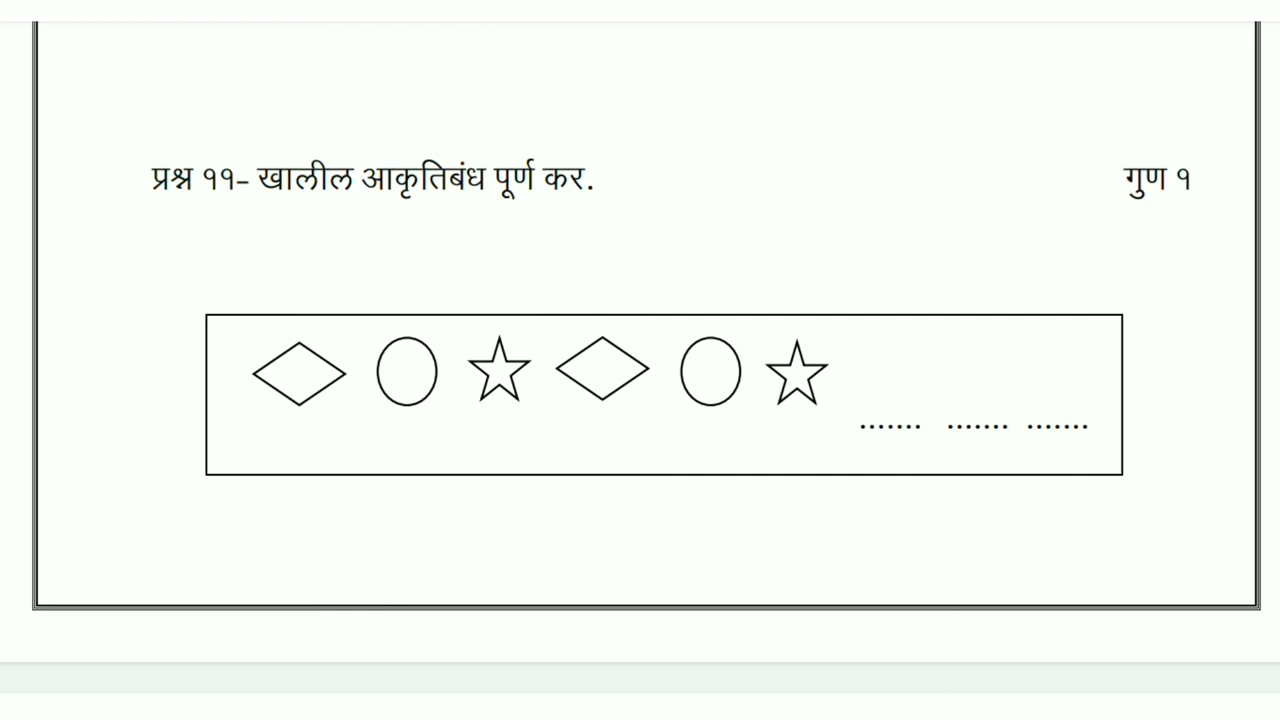 प्रश्न ११- खालील आकृतिबंध पूर्ण कर. गुण १
....... ....... .......